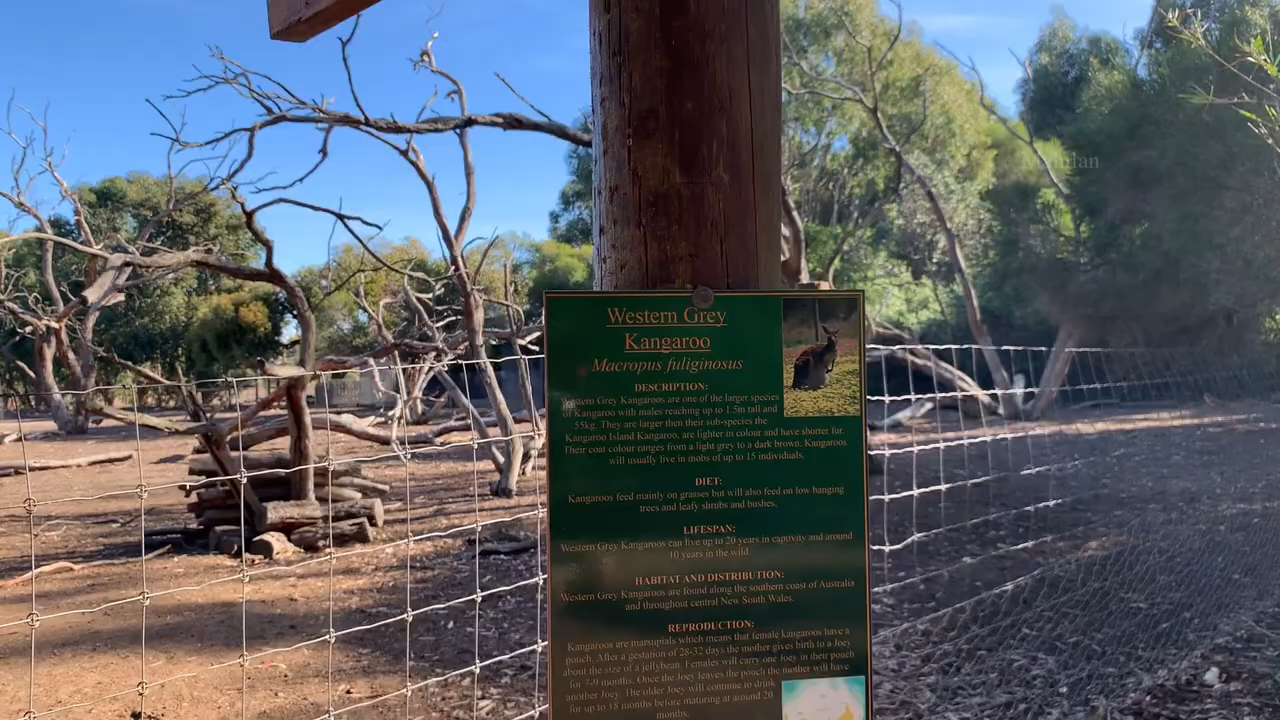 Western Grey
Kangaroo
Macropus fuliginosus
DESCRIPTION:
Western Grey Kangaroos are one of the larger species
of Kangaroo with males reaching up to 1.5m tall and
55kg. They are larger then their sub-species the
Kangaroo Island Kangaroo, are lighter in colour and have shorter fur.
Their coat colour ranges from a light grey to a dark brown. Kangaroos
will usually live in mobs of up to 15 individuals.
DIET:
Kangaroos feed mainly on grasses but will also feed on low hanging
trees and leafy shrubs and bushes.
LIFESPAN:
Western Grey Kangaroos can live up to 20 years in captivity and around
10 years in the wild.
HABITAT AND DISTRIBUTION:
Western Grey Kangaroos are found along the southern coast of Australia
and throughout central New South Wales.
REPRODUCTION:
Kangaroos are marsupials which means that female kangaroos have a
pouch. After a gestation of 28-32 days the mother gives birth to a Joey
about the size of a jellybean. Females will carry one Joey in their pouch
for 7-9 months. Once the Joey leaves the pouch the mother will have
another Joey. The older Joey will continue to drink
for up to 18 months before maturing at around 20
months.